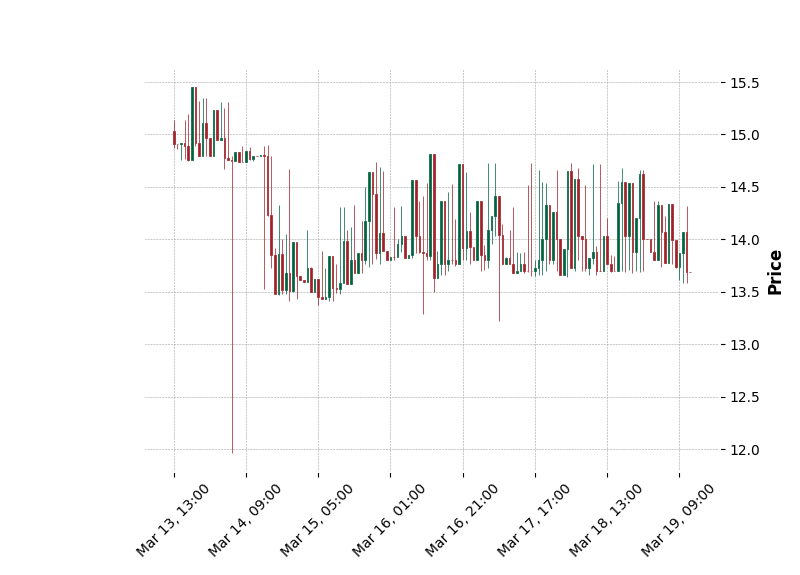 15.5
15.0
14.5
14.0
13.5
13.0
12.5
12.0
Price
Mar 13, 13:00
Mar 14, 09:00
Mar 15, 05:00
Mar 16, 01:00
Mar 16, 21:00
Mar 17, 17:00
Mar 18, 13:00
Mar 19, 09:00